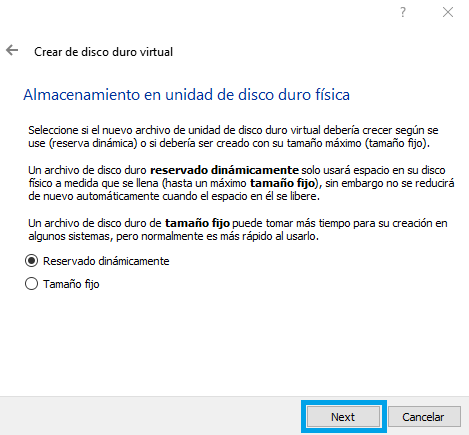 ?
Crear de disco duro virtual
Almacenamiento en unidad de disco duro física
Seleccione si el nuevo archivo de unidad de disco duro virtual debería crecer según se
use (reserva dinámica) o si debería ser creado con su tamaño máximo (tamaño fijo).
Un archivo de disco duro reservado dinámicamente solo usará espacio en su disco
físico a medida que se llena (hasta un máximo tamaño fijo), sin embargo no se reducirá
de nuevo automáticamente cuando el espacio en él se libere.
Un archivo de disco duro de tamaño fijo puede tomar más tiempo para su creación en
algunos sistemas, pero normalmente es más rápido al usarlo.
Reservado dinámicamente
Tamaño fijo
Next Cancelar